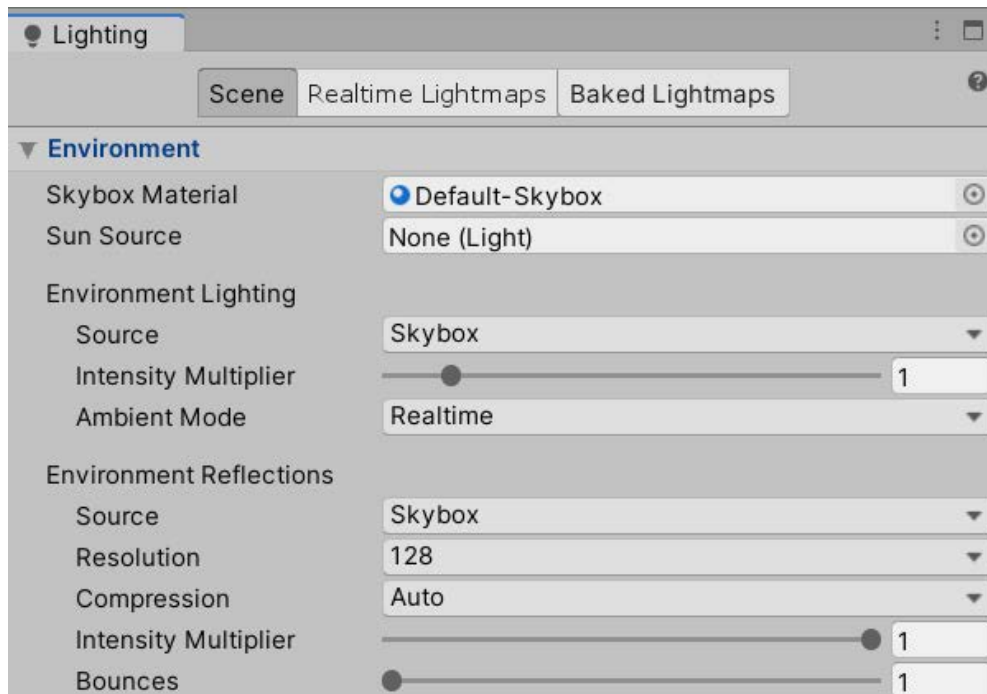 Lighting
Scene Realtime Lightmaps Baked Lightmaps
Environment
Skybox Material Default-Skybox
Sun Source None (Light)
Environment Lighting
Source Skybox
Intensity Multiplier 1
Ambient Mode Realtime
Environment Reflections
Source Skybox
Resolution 128
Compression Auto
Intensity Multiplier 1
Bounces 1